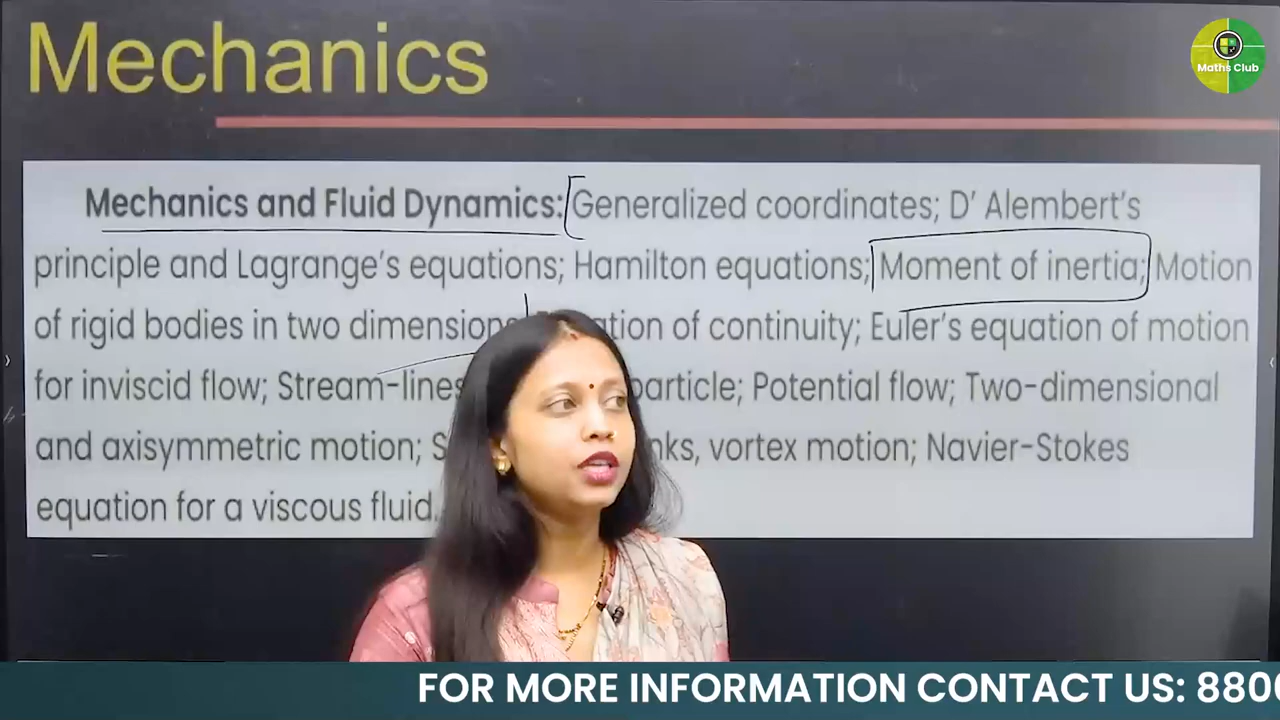 Mechanics
Maths Club
Mechanics and Fluid Dynamics: Generalized coordinates; D' Alembert's
principle and Lagrange's equations; Hamilton equations; Moment of inertia; Motion
of rigid bodies in two dimensions of continuity; Euler's equation of motion
for inviscid flow; Stream-lines particle; Potential flow; Two-dimensional
and axisymmetric motion; vortex motion; Navier-Stokes
equation for a viscous fluid.
FOR MORE INFORMATION CONTACT US: 880